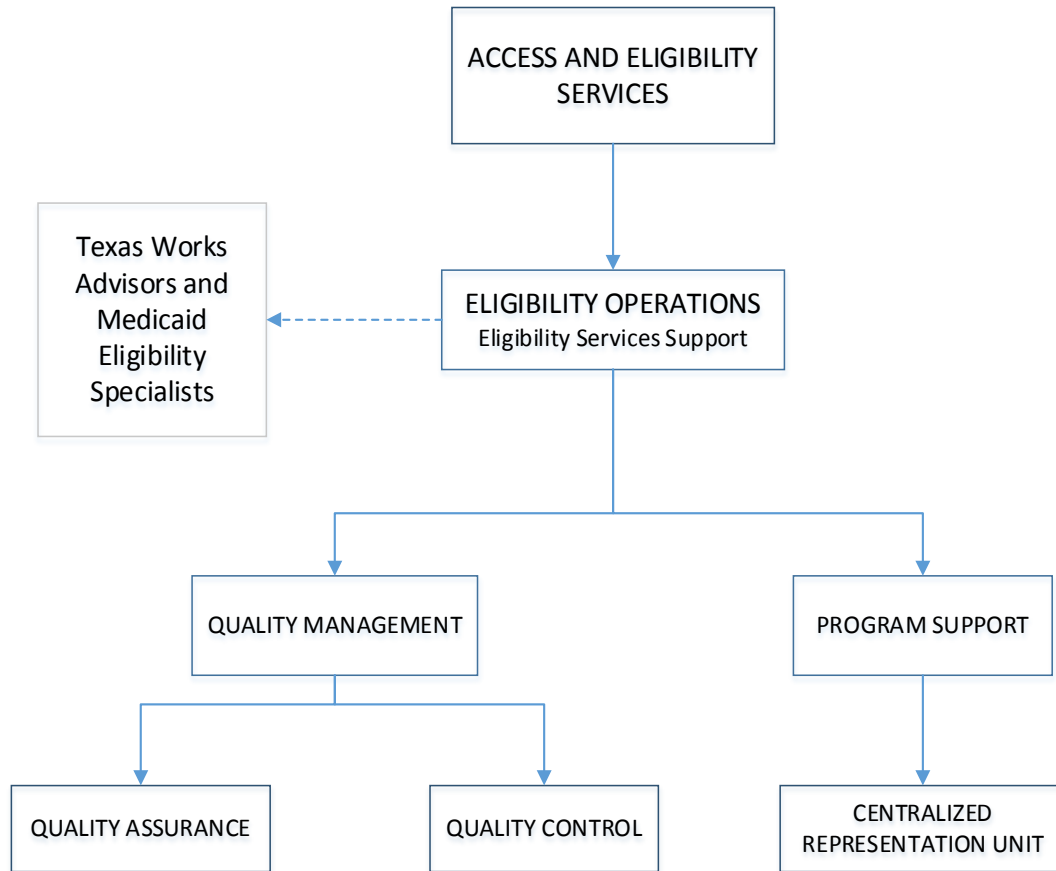 ACCESS AND ELIGIBILITY
SERVICES
Texas Works
Advisors and
Medicaid
Eligibility
Specialists
ELIGIBILITY OPERATIONS
Eligibility Services Support
QUALITY MANAGEMENT
PROGRAM SUPPORT
QUALITY ASSURANCE
QUALITY CONTROL
CENTRALIZED
REPRESENTATION UNIT